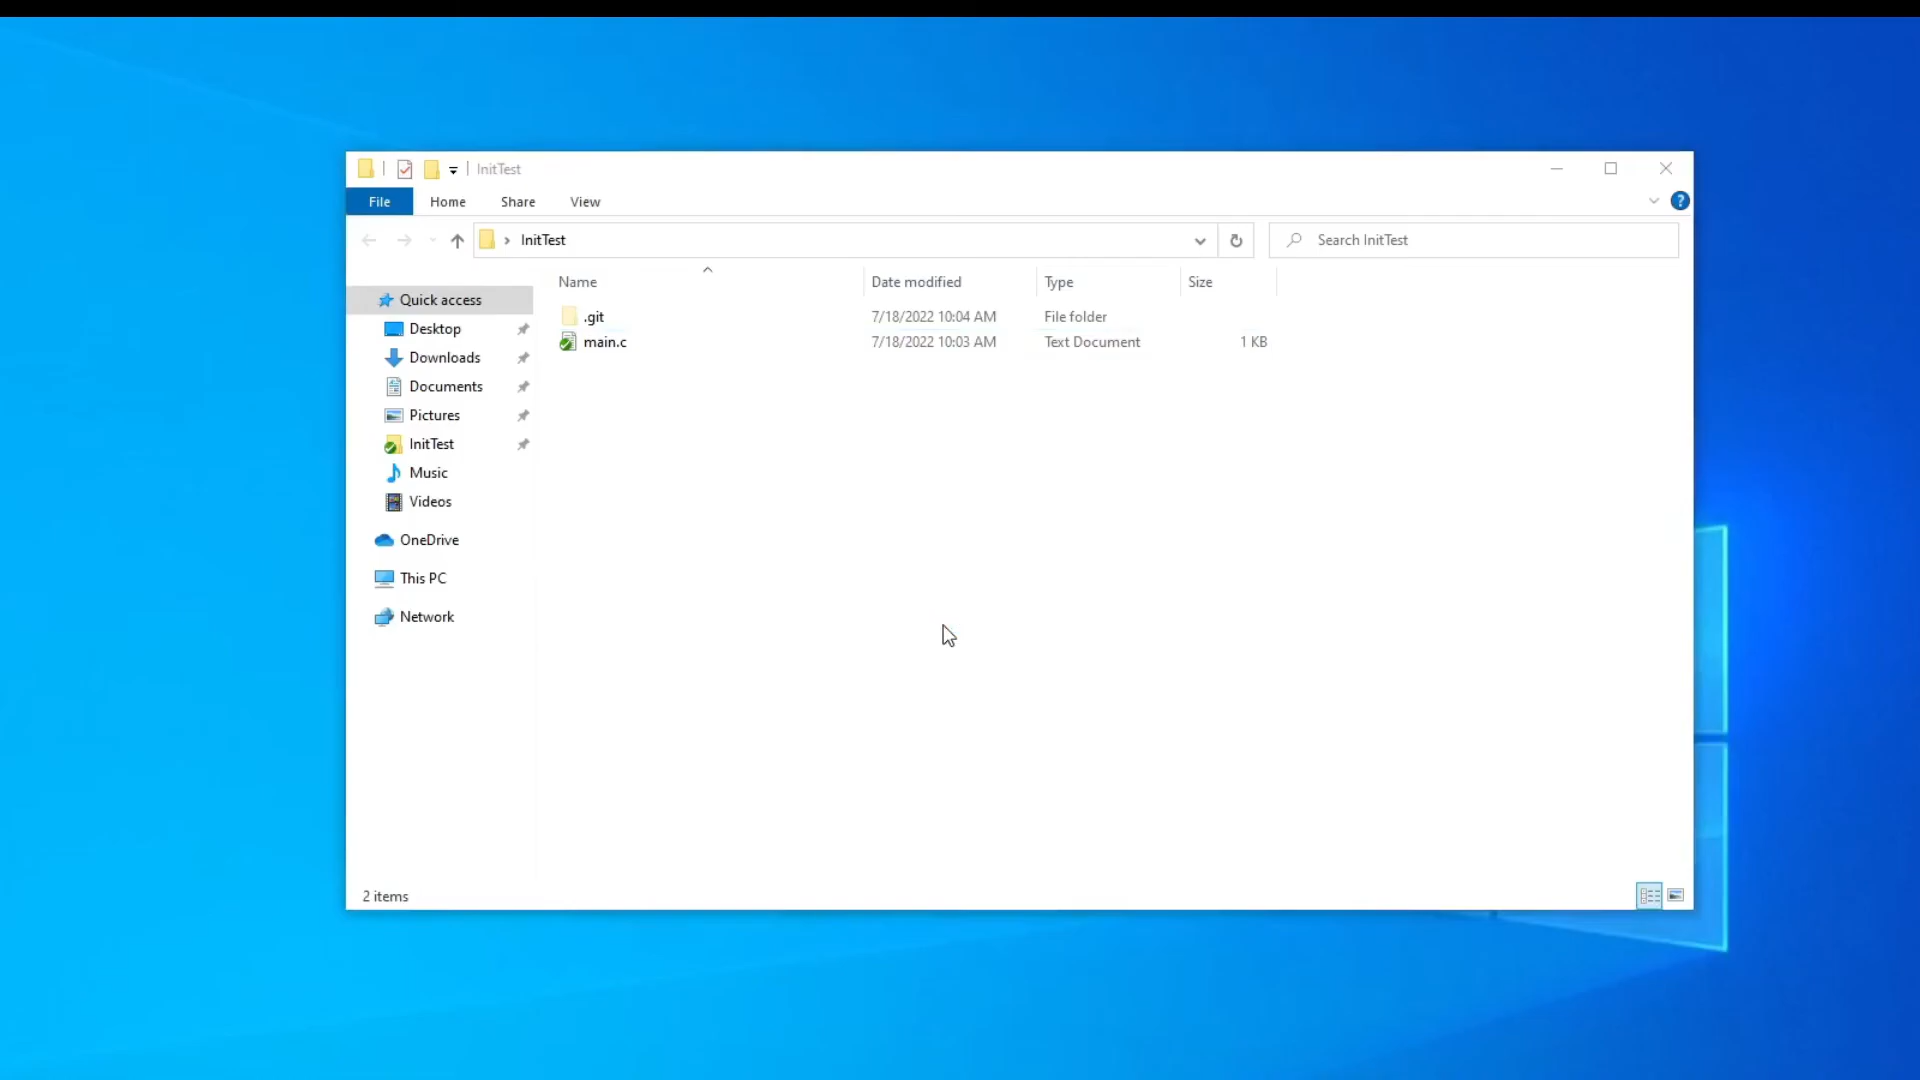 InitTest
File Home Share View
InitTest
Search InitTest
Name Date modified Type Size
.git 7/18/2022 10:04 AM File folder
main.c 7/18/2022 10:03 AM Text Document 1 KB
Quick access
Desktop
Downloads
Documents
Pictures
InitTest
Music
Videos
OneDrive
This PC
Network
2 items